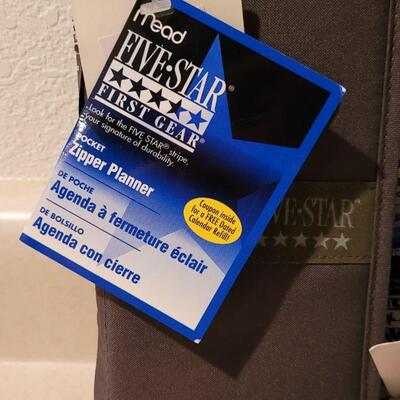 Mead
FIVE•STAR®
FIRST GEAR®
Look for the FIVE STAR® stripe,
your signature of durability.
POCKET
Zipper Planner
DE POCHE
Agenda à fermeture éclair
DE BOLSILLO
Agenda con cierre
Coupon inside
for a FREE Dated
Calendar Refill!
FIVE•STAR®